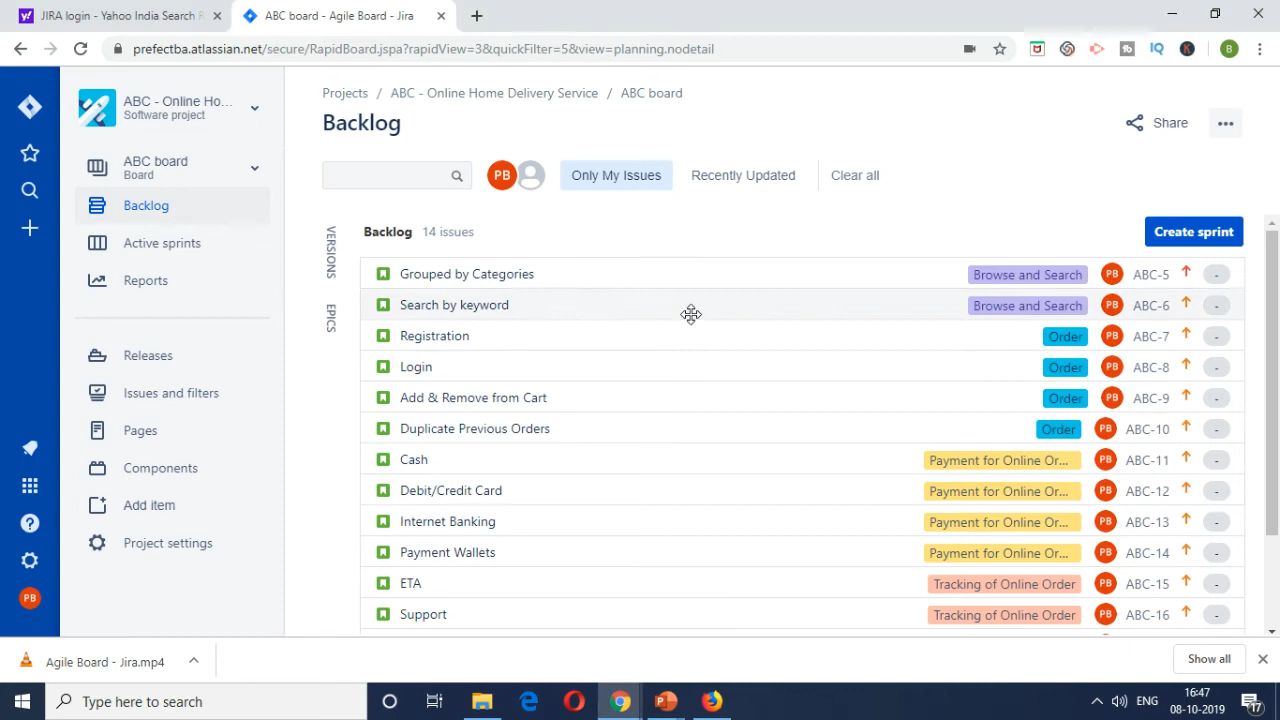 JIRA login - Yahoo India Search R
ABC board - Agile Board - Jira
prefectba.atlassian.net/secure/RapidBoard.jspa?rapidView=3&quickFilter=5&view=planning.nodetail
ABC - Online Ho...
Software project
ABC board
Board
Backlog
Active sprints
Reports
Releases
Issues and filters
Pages
Components
Add item
Project settings
PB
Projects / ABC - Online Home Delivery Service / ABC board
Backlog
Share
PB
Only My Issues
Recently Updated
Clear all
VERSIONS
EPICS
Backlog 14 issues
Create sprint
Grouped by Categories Browse and Search PB ABC-5 -
Search by keyword Browse and Search PB ABC-6 -
Registration Order PB ABC-7 -
Login Order PB ABC-8 -
Add & Remove from Cart Order PB ABC-9 -
Duplicate Previous Orders Order PB ABC-10 -
Cash Payment for Online Or... PB ABC-11 -
Debit/Credit Card Payment for Online Or... PB ABC-12 -
Internet Banking Payment for Online Or... PB ABC-13 -
Payment Wallets Payment for Online Or... PB ABC-14 -
ETA Tracking of Online Order PB ABC-15 -
Support Tracking of Online Order PB ABC-16 -
Agile Board - Jira.mp4
Show all
Type here to search
ENG
16:47
08-10-2019
17